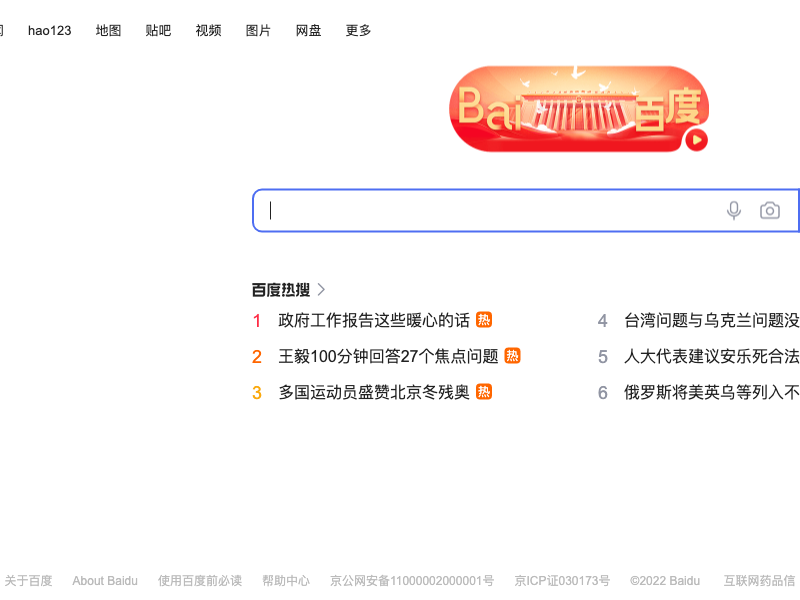 hao123 地图 贴吧 视频 图片 网盘 更多
Bai百度
百度热搜
1 政府工作报告这些暖心的话 热
2 王毅100分钟回答27个焦点问题 热
3 多国运动员盛赞北京冬残奥 热
4 台湾问题与乌克兰问题没
5 人大代表建议安乐死合法
6 俄罗斯将美英乌等列入不
关于百度 About Baidu 使用百度前必读 帮助中心 京公网安备11000002000001号 京ICP证030173号 ©2022 Baidu 互联网药品信